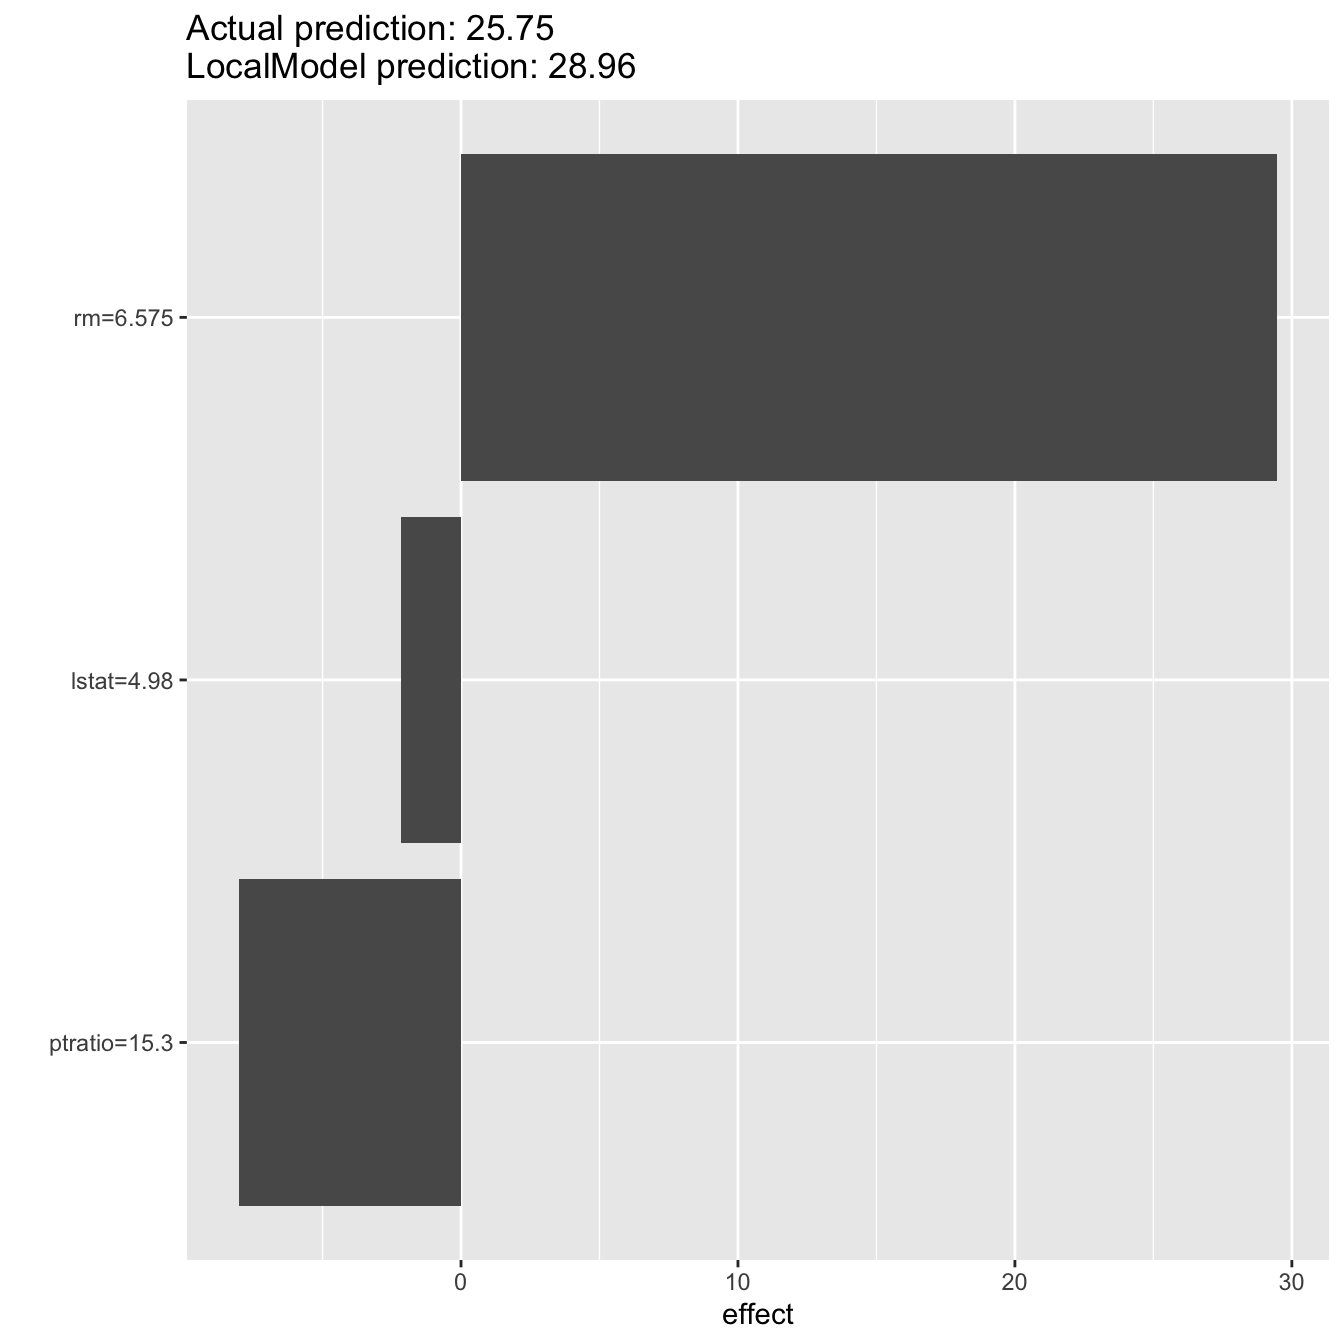 Actual prediction: 25.75
LocalModel prediction: 28.96
rm=6.575
lstat=4.98
ptratio=15.3
0 10 20 30
effect